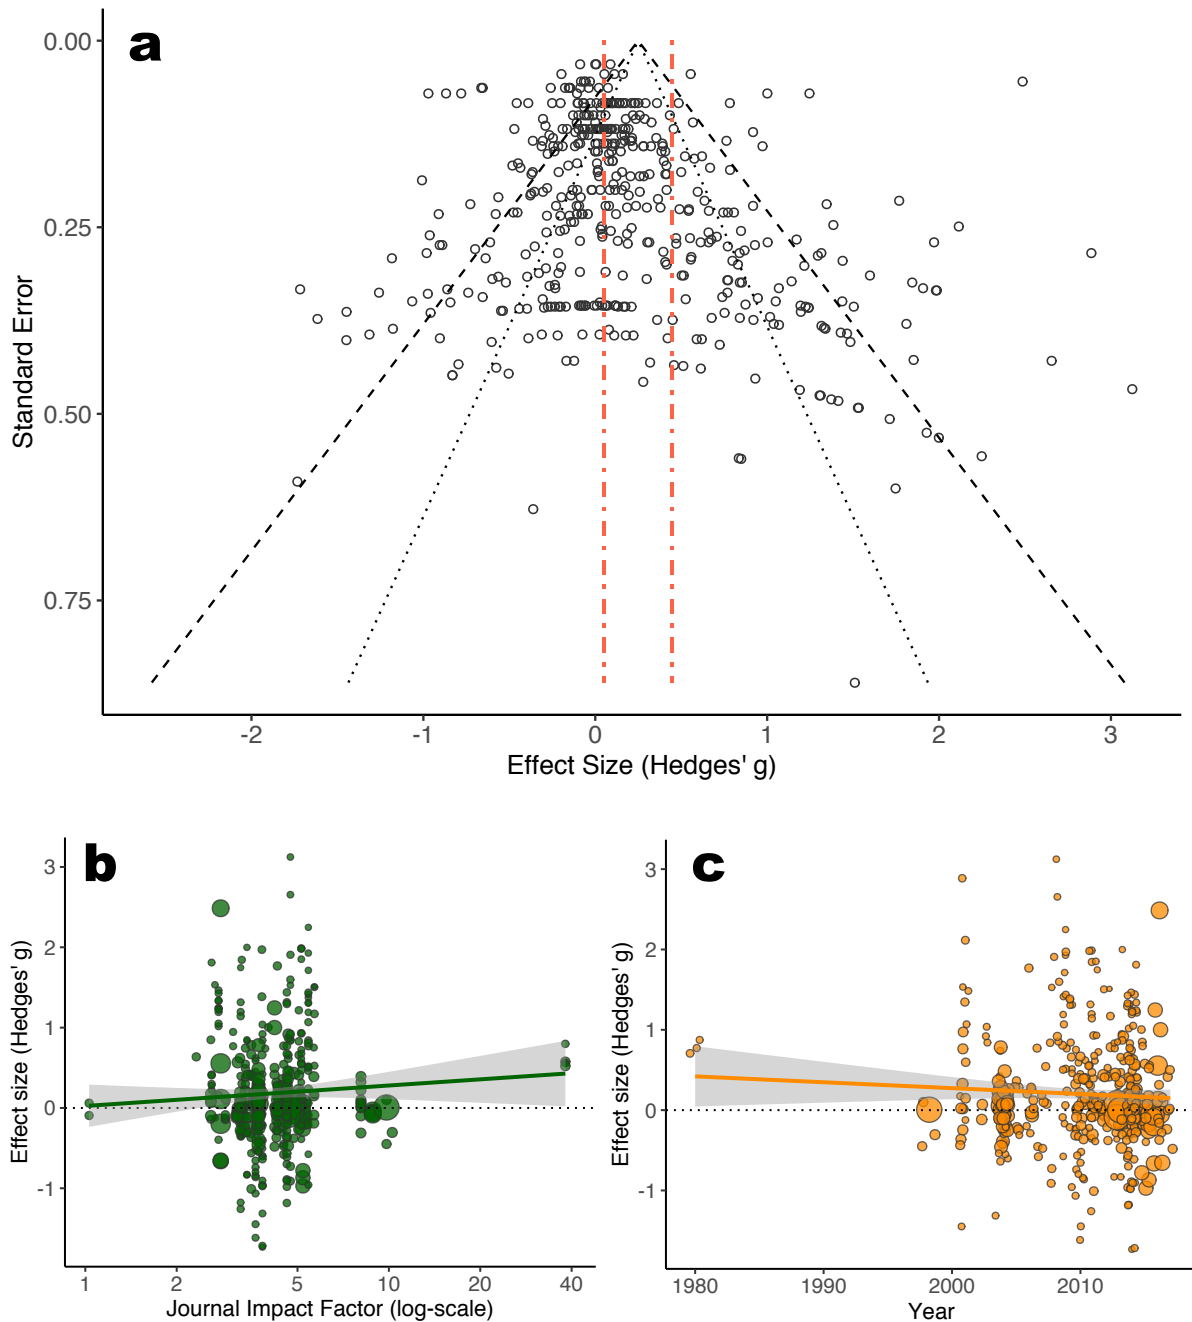 a
0.00
0.25
0.50
0.75
Standard Error
-2 -1 0 1 2 3
Effect Size (Hedges' g)
b
3
2
1
0
-1
Effect size (Hedges' g)
1 2 5 10 20 40
Journal Impact Factor (log-scale)
c
3
2
1
0
-1
Effect size (Hedges' g)
1980 1990 2000 2010
Year